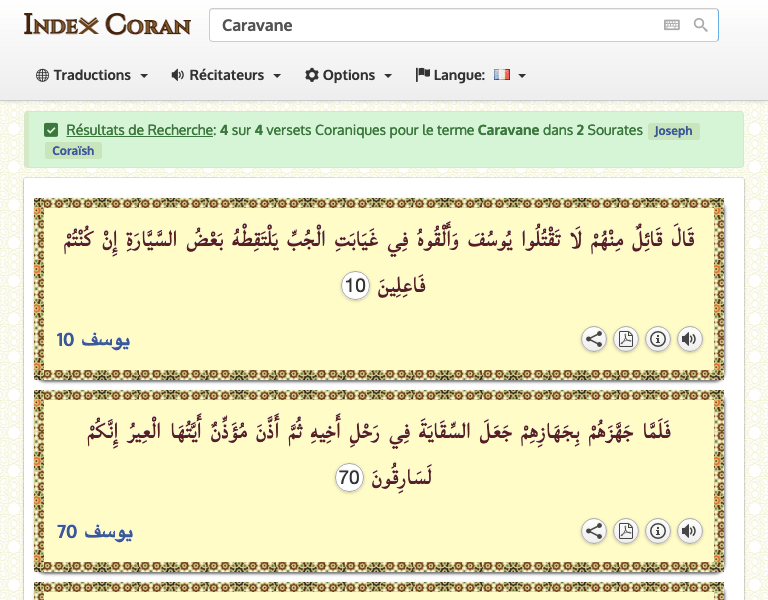 INDEX CORAN
Caravane
Traductions
Récitateurs
Options
Langue:
Résultats de Recherche: 4 sur 4 versets Coraniques pour le terme Caravane dans 2 Sourates Joseph
Coraïsh
قَالَ قَائِلٌ مِنْهُمْ لَا تَقْتُلُوا يُوسُفَ وَأَلْقُوهُ فِي غَيَابَتِ الْجُبِّ يَلْتَقِطْهُ بَعْضُ السَّيَّارَةِ إِنْ كُنْتُمْ
فَاعِلِينَ 10
يوسف 10
فَلَمَّا جَهَّزَهُمْ بِجَهَازِهِمْ جَعَلَ السِّقَايَةَ فِي رَحْلِ أَخِيهِ ثُمَّ أَذَّنَ مُؤَذِّنٌ أَيَّتُهَا الْعِيرُ إِنَّكُمْ
لَسَارِقُونَ 70
يوسف 70